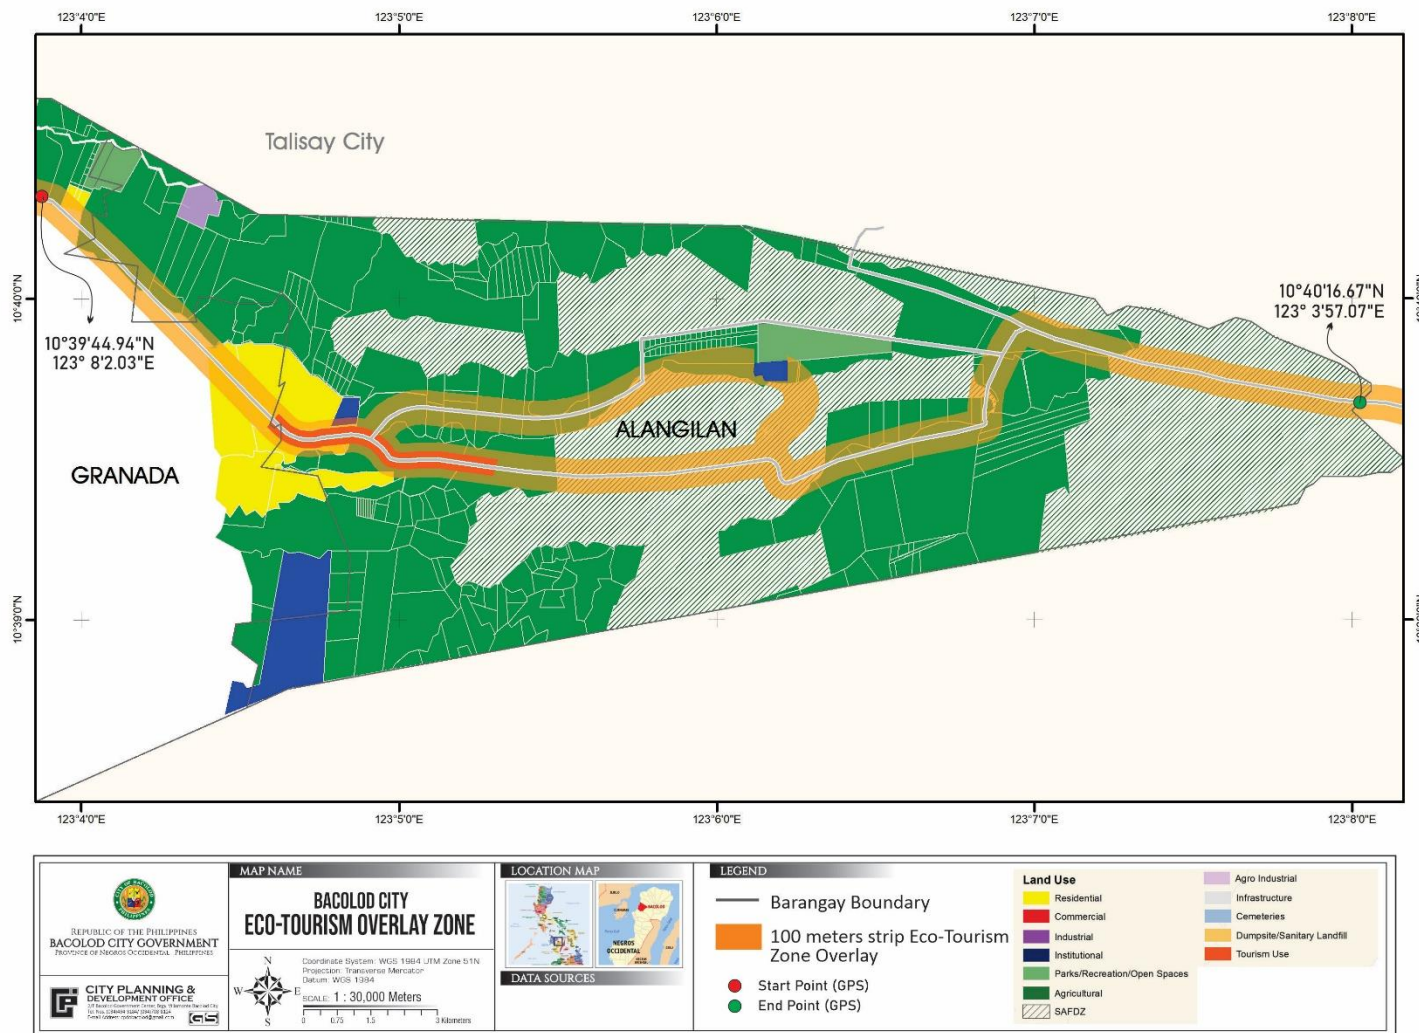 123°4'0"E 123°5'0"E 123°6'0"E 123°7'0"E 123°8'0"E
Talisay City
10°40'0"N
10°40'16.67"N
123° 3'57.07"E
10°39'44.94"N
123° 8'2.03"E
ALANGILAN
GRANADA
10°39'0"N
123°4'0"E 123°5'0"E 123°6'0"E 123°7'0"E 123°8'0"E
REPUBLIC OF THE PHILIPPINES
BACOLOD CITY GOVERNMENT
PROVINCE OF NEGROS OCCIDENTAL PHILIPPINES
CITY PLANNING &
DEVELOPMENT OFFICE
GS
MAP NAME
BACOLOD CITY
ECO-TOURISM OVERLAY ZONE
N
W E
S
Coordinate System: WGS 1984 UTM Zone 51N
Projection: Transverse Mercator
Datum: WGS 1984
SCALE: 1 : 30,000 Meters
0 0.75 1.5 3 Kilometers
LOCATION MAP
BACOLOD
NEGROS
OCCIDENTAL
DATA SOURCES
LEGEND
Barangay Boundary
100 meters strip Eco-Tourism
Zone Overlay
Start Point (GPS)
End Point (GPS)
Land Use
Residential
Commercial
Industrial
Institutional
Parks/Recreation/Open Spaces
Agricultural
SAFDZ
Agro Industrial
Infrastructure
Cemeteries
Dumpsite/Sanitary Landfill
Tourism Use